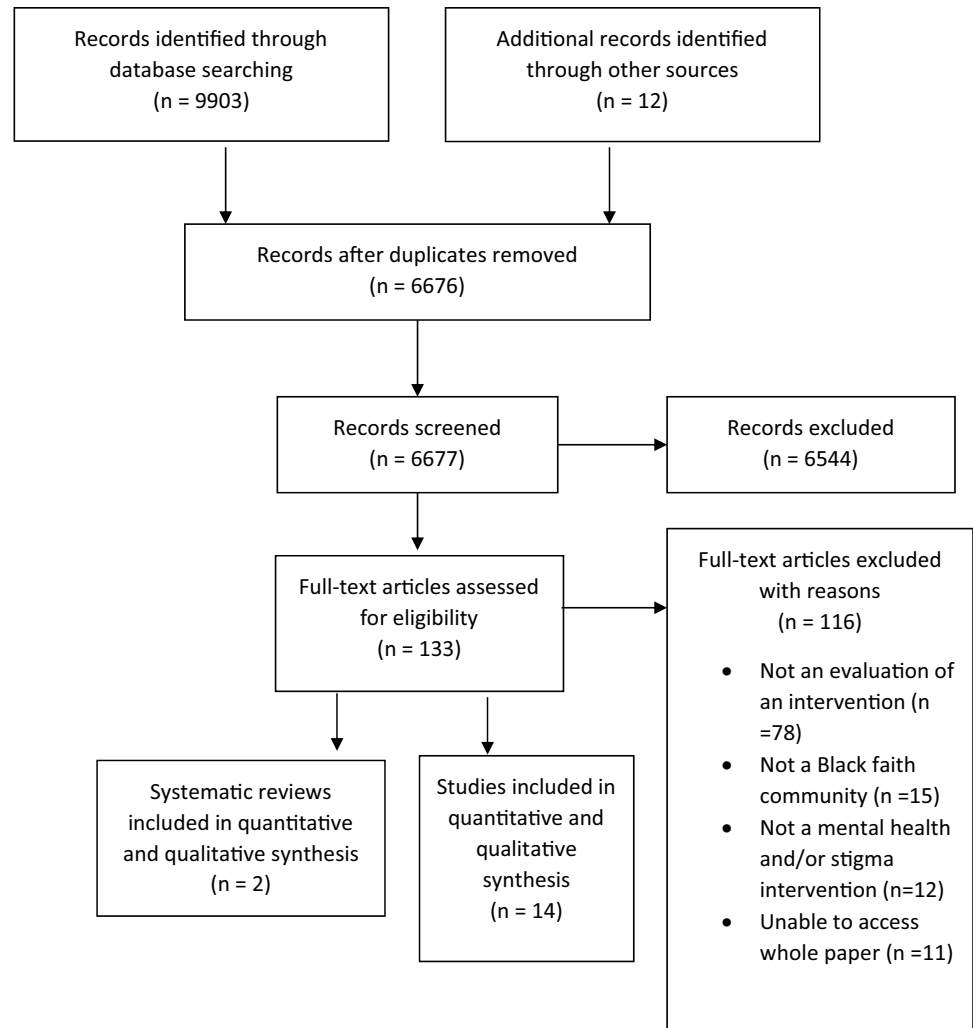 Records identified through
database searching
(n = 9903)
Additional records identified
through other sources
(n = 12)
Records after duplicates removed
(n = 6676)
Records screened
(n = 6677)
Records excluded
(n = 6544)
Full-text articles assessed
for eligibility
(n = 133)
Full-text articles excluded
with reasons
(n = 116)
• Not an evaluation of
an intervention (n
=78)
• Not a Black faith
community (n =15)
• Not a mental health
and/or stigma
intervention (n=12)
• Unable to access
whole paper (n =11)
Systematic reviews
included in quantitative
and qualitative synthesis
(n = 2)
Studies included in
quantitative and
qualitative
synthesis
(n = 14)